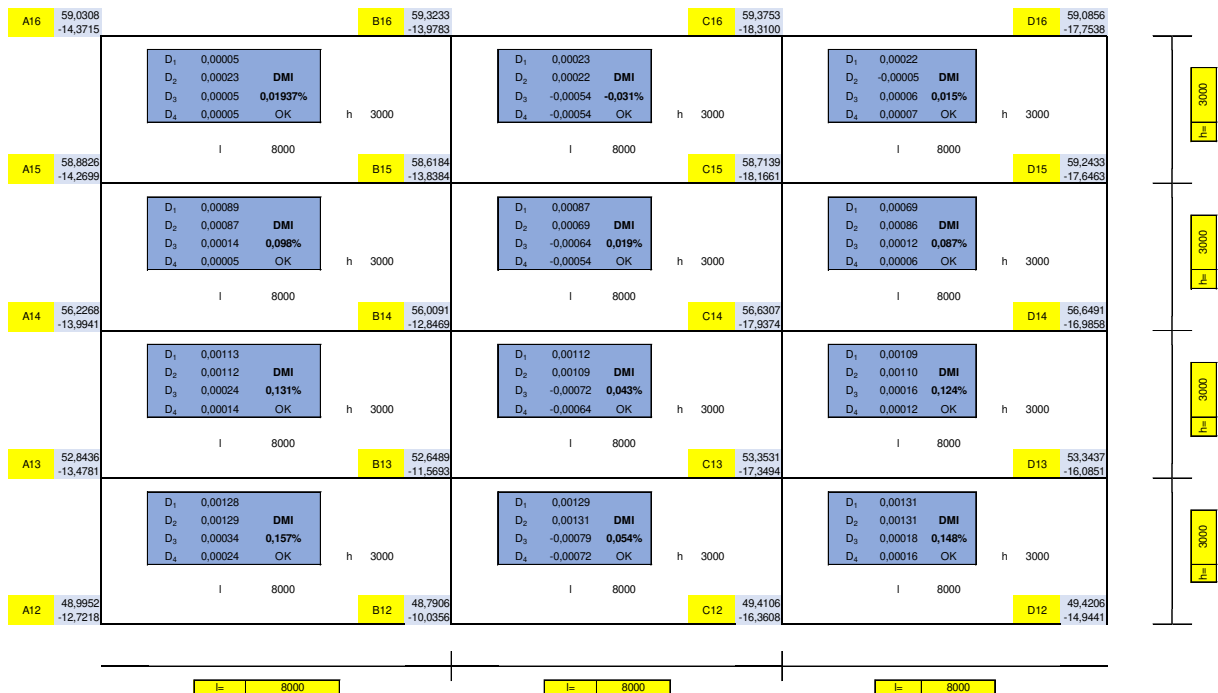 A16 59,0308 B16 59,3233 C16 59,3753 D16 59,0856
-14,3715 -13,9783 -18,3100 -17,7538
D₁ 0,00005 D₁ 0,00023 D₁ 0,00022
D₂ 0,00023 DMI D₂ 0,00022 DMI D₂ -0,00005 DMI
D₃ 0,00005 0,01937% D₃ -0,00054 -0,031% D₃ 0,00006 0,015%
D₄ 0,00005 OK h 3000 D₄ -0,00054 OK h 3000 D₄ 0,00007 OK h 3000
h= 3000
l 8000 l 8000 l 8000
A15 58,8826 B15 58,6184 C15 58,7139 D15 59,2433
-14,2699 -13,8384 -18,1661 -17,6463
D₁ 0,00089 D₁ 0,00087 D₁ 0,00069
D₂ 0,00087 DMI D₂ 0,00069 DMI D₂ 0,00086 DMI
D₃ 0,00014 0,098% D₃ -0,00064 0,019% D₃ 0,00012 0,087%
D₄ 0,00005 OK h 3000 D₄ -0,00054 OK h 3000 D₄ 0,00006 OK h 3000
h= 3000
l 8000 l 8000 l 8000
A14 56,2268 B14 56,0091 C14 56,6307 D14 56,6491
-13,9941 -12,8469 -17,9374 -16,9858
D₁ 0,00113 D₁ 0,00112 D₁ 0,00109
D₂ 0,00112 DMI D₂ 0,00109 DMI D₂ 0,00110 DMI
D₃ 0,00024 0,131% D₃ -0,00072 0,043% D₃ 0,00016 0,124%
D₄ 0,00014 OK h 3000 D₄ -0,00064 OK h 3000 D₄ 0,00012 OK h 3000
h= 3000
l 8000 l 8000 l 8000
A13 52,8436 B13 52,6489 C13 53,3531 D13 53,3437
-13,4781 -11,5693 -17,3494 -16,0851
D₁ 0,00128 D₁ 0,00129 D₁ 0,00131
D₂ 0,00129 DMI D₂ 0,00131 DMI D₂ 0,00131 DMI
D₃ 0,00034 0,157% D₃ -0,00079 0,054% D₃ 0,00018 0,148%
D₄ 0,00024 OK h 3000 D₄ -0,00072 OK h 3000 D₄ 0,00016 OK h 3000
h= 3000
l 8000 l 8000 l 8000
A12 48,9952 B12 48,7906 C12 49,4106 D12 49,4206
-12,7218 -10,0356 -16,3608 -14,9441
l= 8000 l= 8000 l= 8000